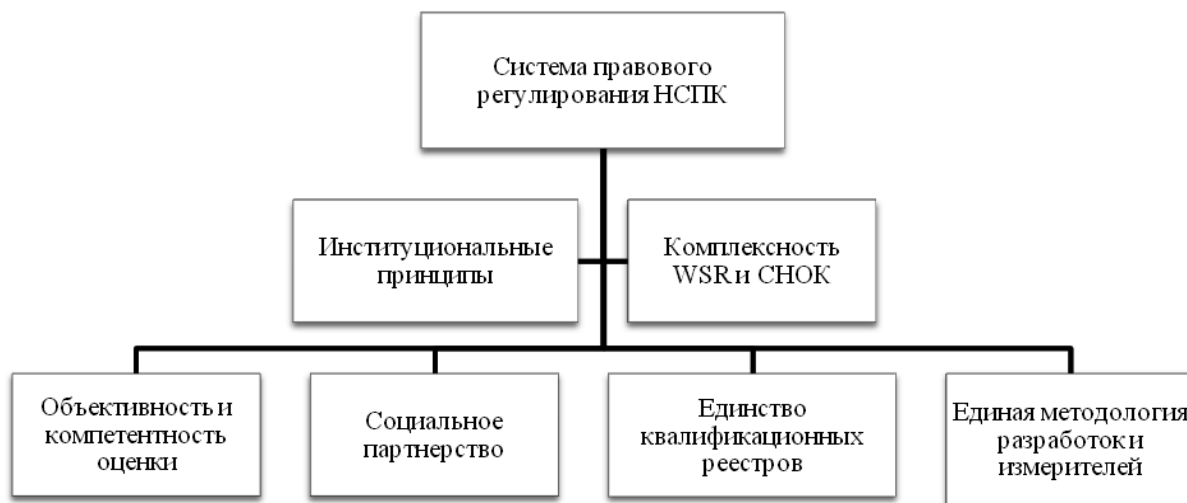 Система правового
регулирования НСПК
Институциональные
принципы
Комплексность
WSR и СНОК
Объективность и
компетентность
оценки
Социальное
партнерство
Единство
квалификационных
реестров
Единая методология
разработок и
измерителей